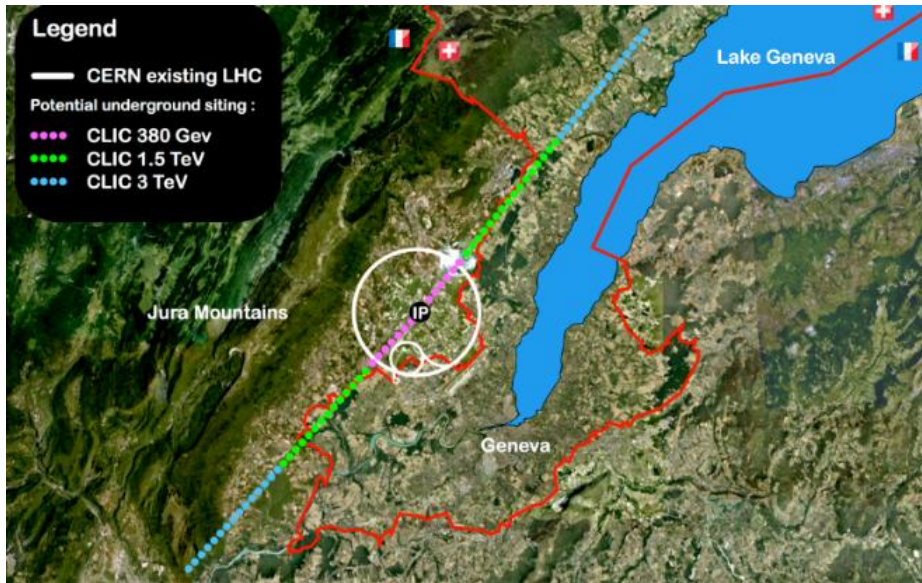 Legend
CERN existing LHC
Potential underground siting :
CLIC 380 Gev
CLIC 1.5 TeV
CLIC 3 TeV
Lake Geneva
Jura Mountains
IP
Geneva